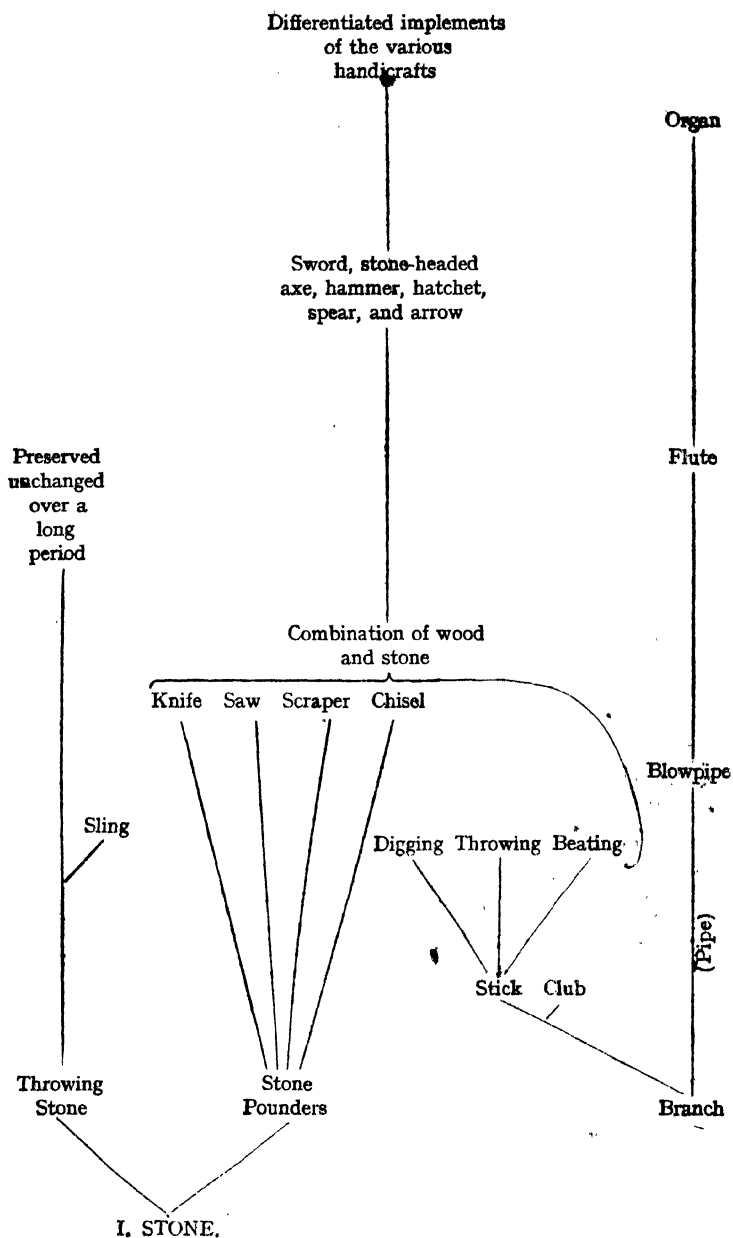 Differentiated implements
of the various
handicrafts
Organ
Sword, stone-headed
axe, hammer, hatchet,
spear, and arrow
Preserved
unchanged
over a
long
period
Flute
Combination of wood
and stone
Knife Saw Scraper Chisel
Blowpipe
Sling
Digging Throwing Beating
(Pipe)
Stick Club
Throwing
Stone
Stone
Pounders
Branch
I. STONE.